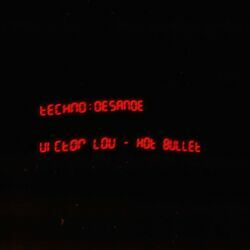 tECHNO:DESANDE
VICtOR LOU - HOt BULLEt